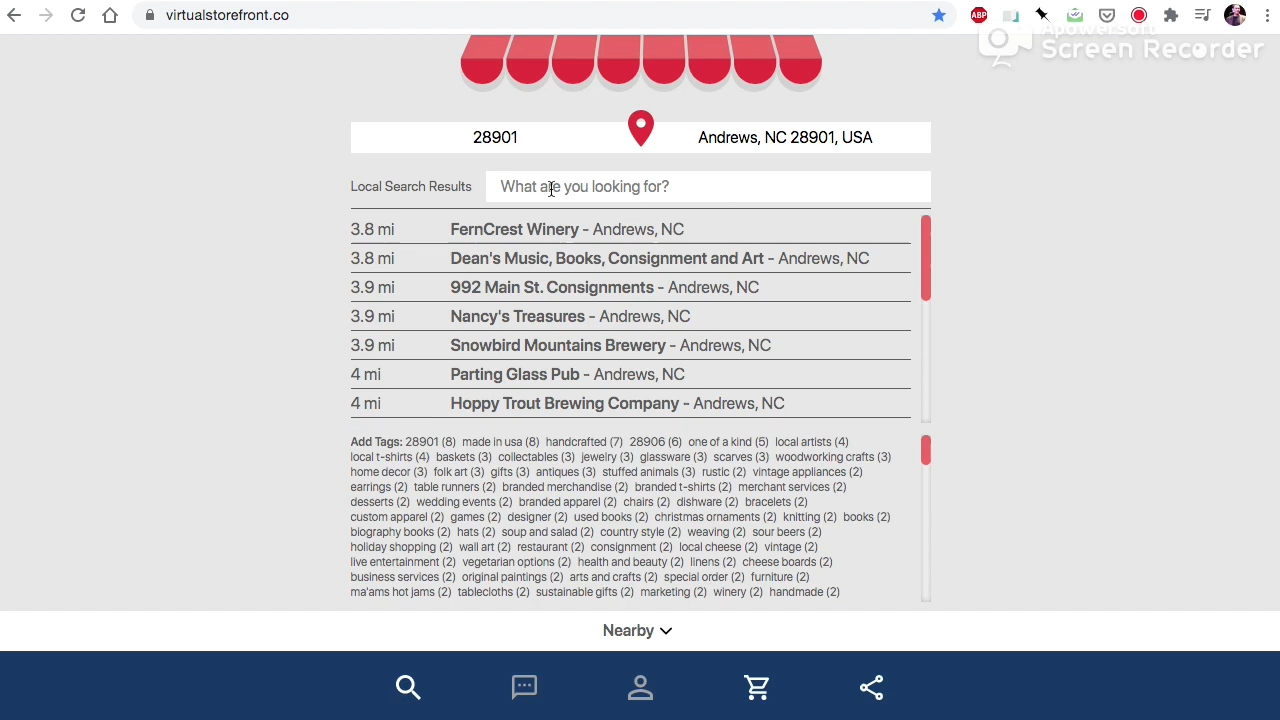 virtualstorefront.co
ABP
Apowersoft
Screen Recorder
28901
Andrews, NC 28901, USA
Local Search Results
What are you looking for?
3.8 mi FernCrest Winery - Andrews, NC
3.8 mi Dean's Music, Books, Consignment and Art - Andrews, NC
3.9 mi 992 Main St. Consignments - Andrews, NC
3.9 mi Nancy's Treasures - Andrews, NC
3.9 mi Snowbird Mountains Brewery - Andrews, NC
4 mi Parting Glass Pub - Andrews, NC
4 mi Hoppy Trout Brewing Company - Andrews, NC
Add Tags: 28901 (8) made in usa (8) handcrafted (7) 28906 (6) one of a kind (5) local artists (4)
local t-shirts (4) baskets (3) collectables (3) jewelry (3) glassware (3) scarves (3) woodworking crafts (3)
home decor (3) folk art (3) gifts (3) antiques (3) stuffed animals (3) rustic (2) vintage appliances (2)
earrings (2) table runners (2) branded merchandise (2) branded t-shirts (2) merchant services (2)
desserts (2) wedding events (2) branded apparel (2) chairs (2) dishware (2) bracelets (2)
custom apparel (2) games (2) designer (2) used books (2) christmas ornaments (2) knitting (2) books (2)
biography books (2) hats (2) soup and salad (2) country style (2) weaving (2) sour beers (2)
holiday shopping (2) wall art (2) restaurant (2) consignment (2) local cheese (2) vintage (2)
live entertainment (2) vegetarian options (2) health and beauty (2) linens (2) cheese boards (2)
business services (2) original paintings (2) arts and crafts (2) special order (2) furniture (2)
ma'ams hot jams (2) tablecloths (2) sustainable gifts (2) marketing (2) winery (2) handmade (2)
Nearby